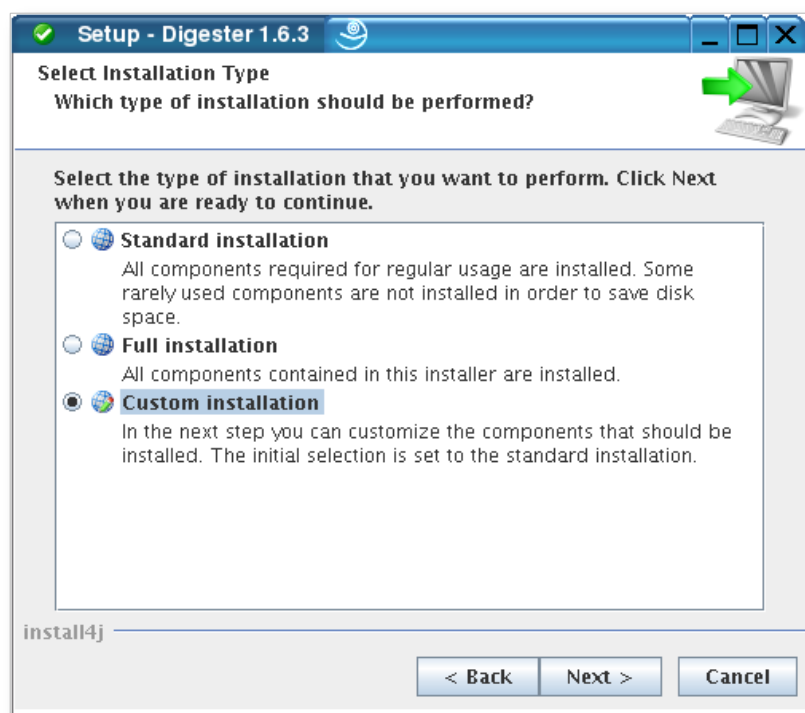 Setup - Digester 1.6.3
Select Installation Type
Which type of installation should be performed?
Select the type of installation that you want to perform. Click Next
when you are ready to continue.
Standard installation
All components required for regular usage are installed. Some
rarely used components are not installed in order to save disk
space.
Full installation
All components contained in this installer are installed.
Custom installation
In the next step you can customize the components that should be
installed. The initial selection is set to the standard installation.
install4j
< Back
Next >
Cancel